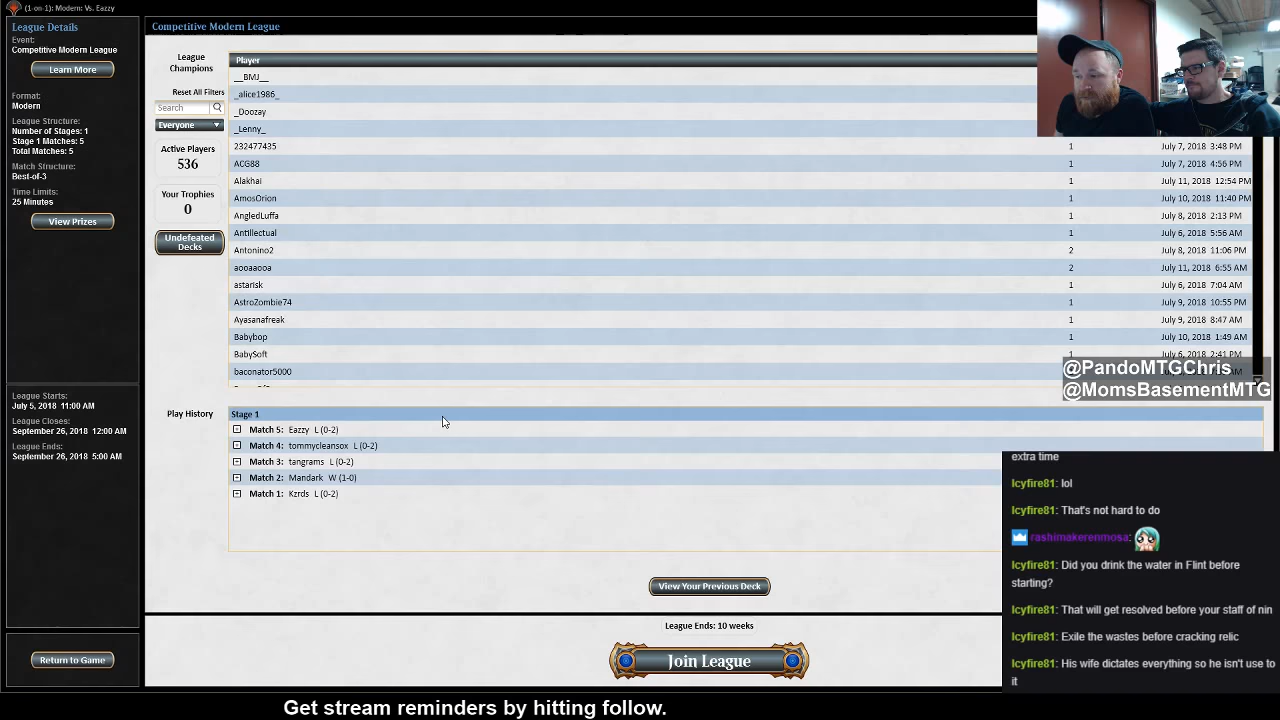 (1-on-1): Modern: Vs. Eazzy
League Details
Event:
Competitive Modern League
Learn More
Format:
Modern
League Structure:
Number of Stages: 1
Stage 1 Matches: 5
Total Matches: 5
Match Structure:
Best-of-3
Time Limits:
25 Minutes
View Prizes
League Starts:
July 5, 2018 11:00 AM
League Closes:
September 26, 2018 12:00 AM
League Ends:
September 26, 2018 5:00 AM
Return to Game
Competitive Modern League
League
Champions
Reset All Filters
Search
Everyone
Active Players
536
Your Trophies
0
Undefeated
Decks
Player
__BMJ__
_alice1986_
_Doozay
_Lenny_
232477435 1 July 7, 2018 3:48 PM
ACG88 1 July 7, 2018 4:56 PM
Alakhai 1 July 11, 2018 12:54 PM
AmosOrion 1 July 10, 2018 11:40 PM
AngledLuffa 1 July 8, 2018 2:13 PM
Antillectual 1 July 6, 2018 5:56 AM
Antonino2 2 July 8, 2018 11:06 PM
aooaaooa 2 July 11, 2018 6:55 AM
astarisk 1 July 6, 2018 7:04 AM
AstroZombie74 1 July 9, 2018 10:55 PM
Ayasanafreak 1 July 9, 2018 8:47 AM
Babybop 1 July 10, 2018 1:49 AM
BabySoft 1 July 6, 2018 2:41 PM
baconator5000
@PandoMTGChris
@MomsBasementMTG
Play History
Stage 1
Match 5: Eazzy L (0-2)
Match 4: tommycleansox L (0-2)
Match 3: tangrams L (0-2)
Match 2: Mandark W (1-0)
Match 1: Kzrds L (0-2)
View Your Previous Deck
League Ends: 10 weeks
Join League
extra time
Icyfire81: lol
Icyfire81: That's not hard to do
rashimakerenmosa:
Icyfire81: Did you drink the water in Flint before
starting?
Icyfire81: That will get resolved before your staff of nin
Icyfire81: Exile the wastes before cracking relic
Icyfire81: His wife dictates everything so he isn't use to
it
Get stream reminders by hitting follow.